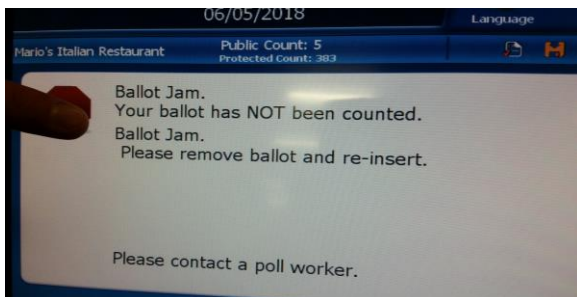 06/05/2018
Language
Mario's Italian Restaurant
Public Count: 5
Protected Count: 383
Ballot Jam.
Your ballot has NOT been counted.
Ballot Jam.
Please remove ballot and re-insert.
Please contact a poll worker.